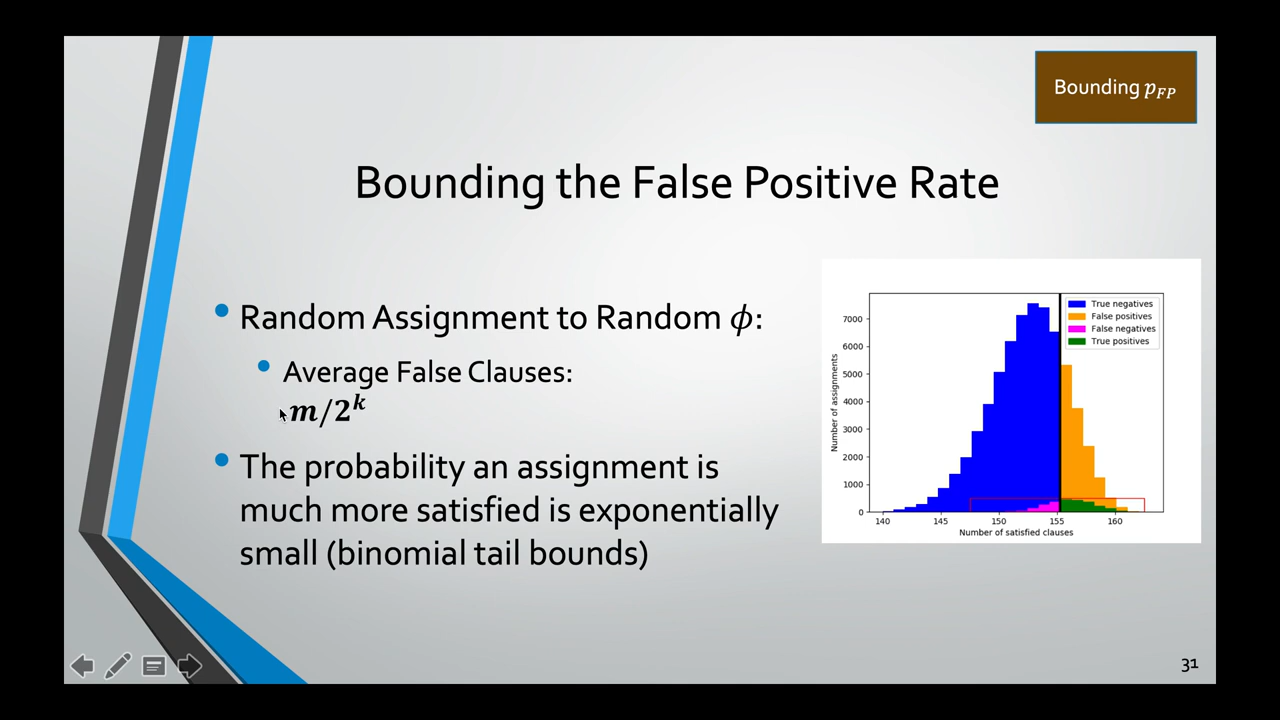 Bounding p_FP
Bounding the False Positive Rate
• Random Assignment to Random ϕ:
• Average False Clauses:
m/2^k
• The probability an assignment is
much more satisfied is exponentially
small (binomial tail bounds)
True negatives
False positives
False negatives
True positives
Number of assignments
7000
6000
5000
4000
3000
2000
1000
0
140 145 150 155 160
Number of satisfied clauses
31